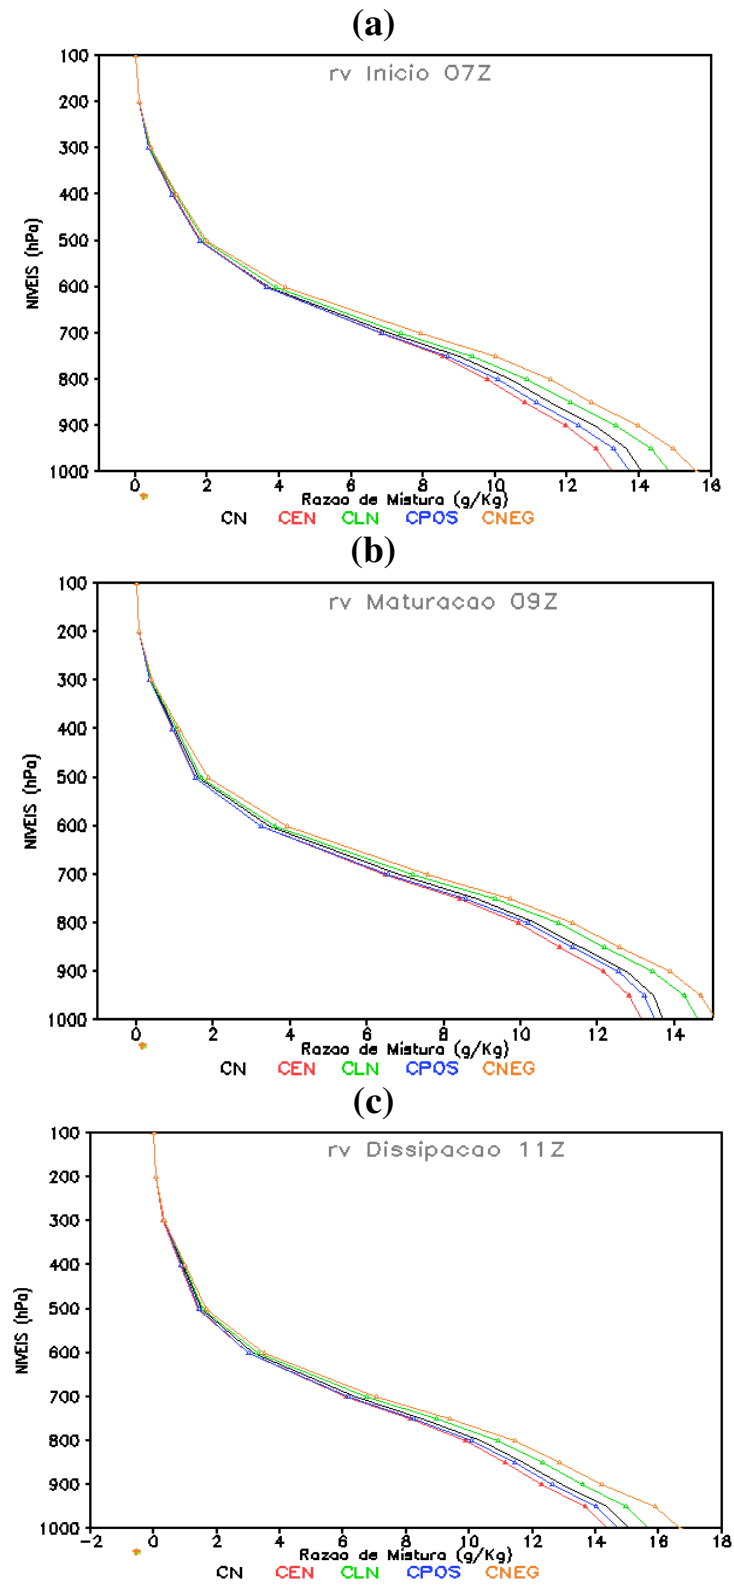 (a)
rv Inicio 07Z
100
200
300
400
500
600
700
800
900
1000
NIVEIS (hPa)
0 2 4 6 8 10 12 14 16
Razao de Mistura (g/Kg)
CN CEN CLN CPOS CNEG
(b)
rv Maturacao 09Z
100
200
300
400
500
600
700
800
900
1000
NIVEIS (hPa)
0 2 4 6 8 10 12 14
Razao de Mistura (g/Kg)
CN CEN CLN CPOS CNEG
(c)
rv Dissipacao 11Z
100
200
300
400
500
600
700
800
900
1000
NIVEIS (hPa)
-2 0 2 4 6 8 10 12 14 16 18
Razao de Mistura (g/Kg)
CN CEN CLN CPOS CNEG